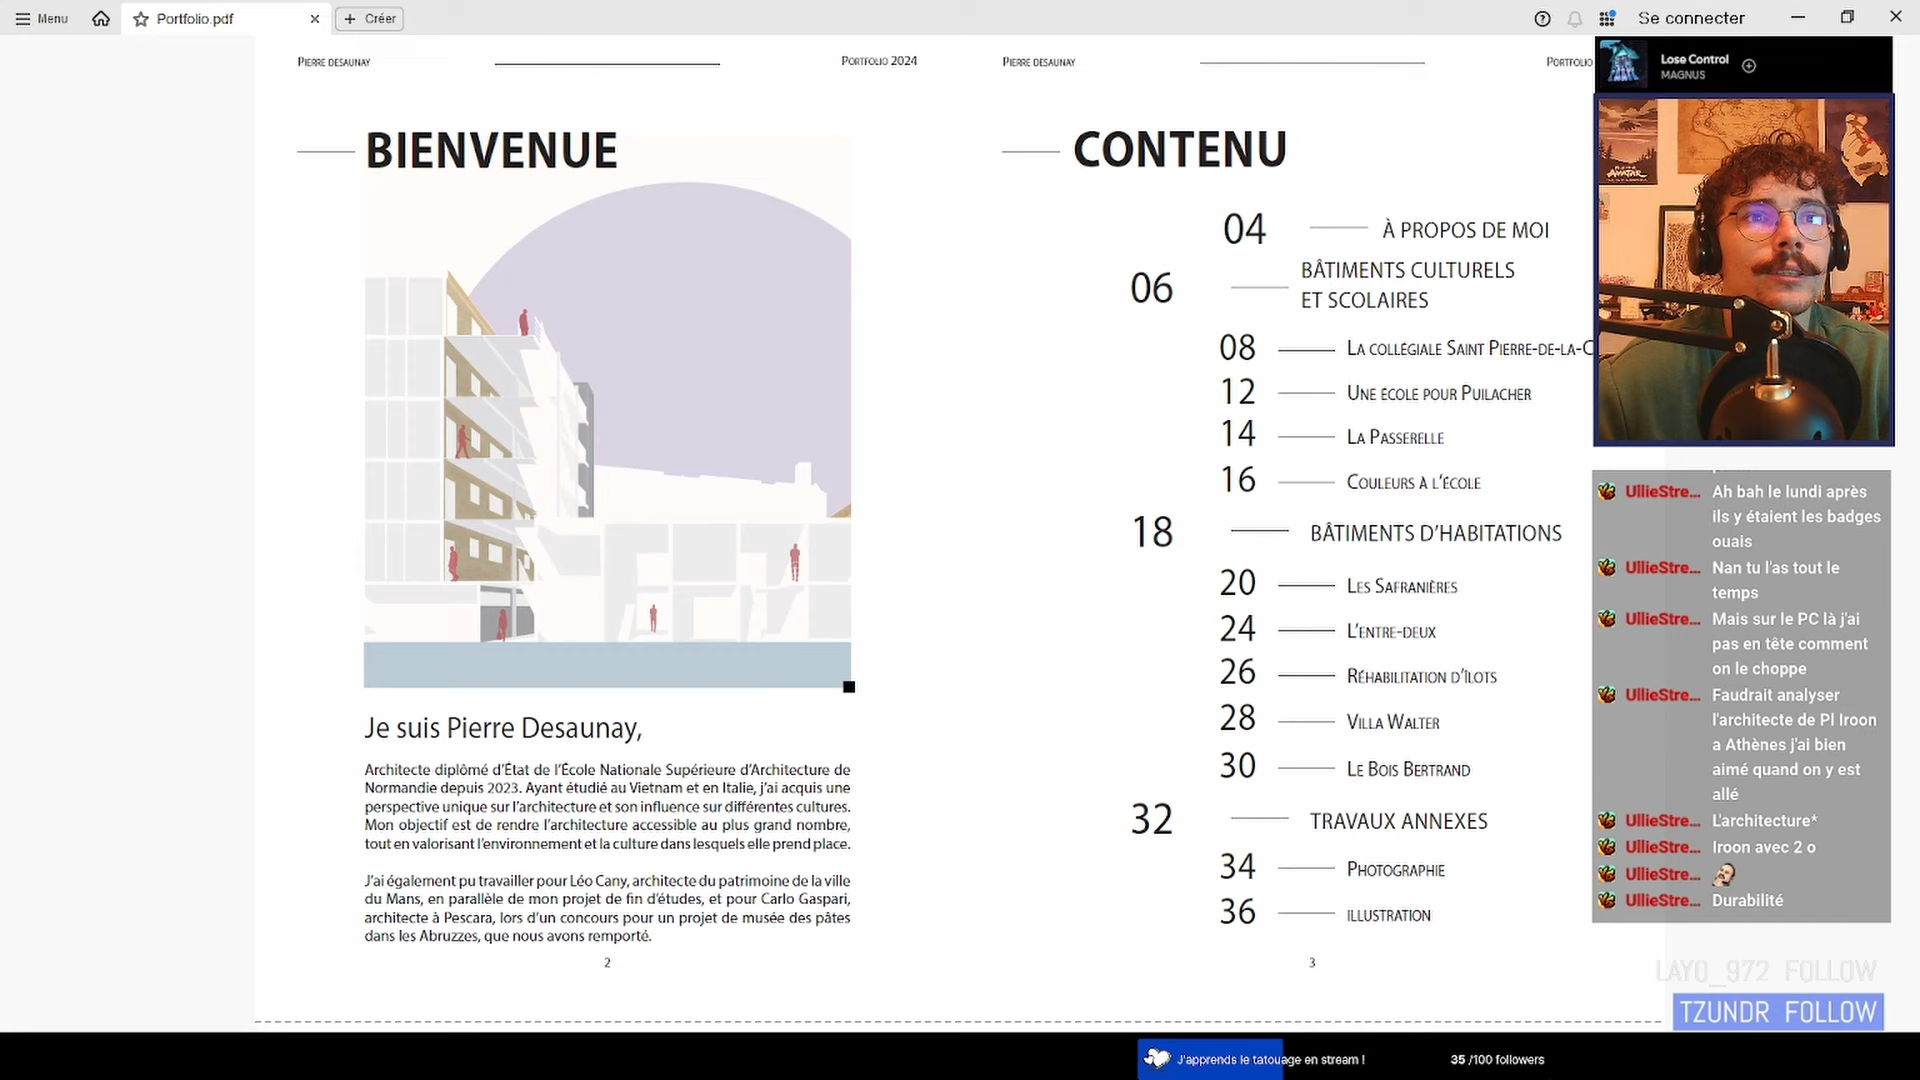 Menu
Portfolio.pdf
Créer
Se connecter
PIERRE DESAUNAY
PORTFOLIO 2024
PIERRE DESAUNAY
PORTFOLIO
BIENVENUE
Je suis Pierre Desaunay,
Architecte diplômé d'État de l'École Nationale Supérieure d'Architecture de
Normandie depuis 2023. Ayant étudié au Vietnam et en Italie, j'ai acquis une
perspective unique sur l'architecture et son influence sur différentes cultures.
Mon objectif est de rendre l'architecture accessible au plus grand nombre,
tout en valorisant l'environnement et la culture dans lesquels elle prend place.
J'ai également pu travailler pour Léo Cany, architecte du patrimoine de la ville
du Mans, en parallèle de mon projet de fin d'études, et pour Carlo Gaspari,
architecte à Pescara, lors d'un concours pour un projet de musée des pâtes
dans les Abruzzes, que nous avons remporté.
2
CONTENU
04 À PROPOS DE MOI
06 BÂTIMENTS CULTURELS
ET SCOLAIRES
08 LA COLLÉGIALE SAINT PIERRE-DE-LA-C
12 UNE ÉCOLE POUR PUILACHER
14 LA PASSERELLE
16 COULEURS À L'ÉCOLE
18 BÂTIMENTS D'HABITATIONS
20 LES SAFRANIÈRES
24 L'ENTRE-DEUX
26 RÉHABILITATION D'ÎLOTS
28 VILLA WALTER
30 LE BOIS BERTRAND
32 TRAVAUX ANNEXES
34 PHOTOGRAPHIE
36 ILLUSTRATION
3
Lose Control
MAGNUS
AVATAR
UllieStre... Ah bah le lundi après
ils y étaient les badges
ouais
UllieStre... Nan tu l'as tout le
temps
UllieStre... Mais sur le PC là j'ai
pas en tête comment
on le choppe
UllieStre... Faudrait analyser
l'architecte de Pl Iroon
a Athènes j'ai bien
aimé quand on y est
allé
UllieStre... L'architecture*
UllieStre... Iroon avec 2 o
UllieStre...
UllieStre... Durabilité
LAYO_972 FOLLOW
TZUNDR FOLLOW
J'apprends le tatouage en stream !
35 /100 followers